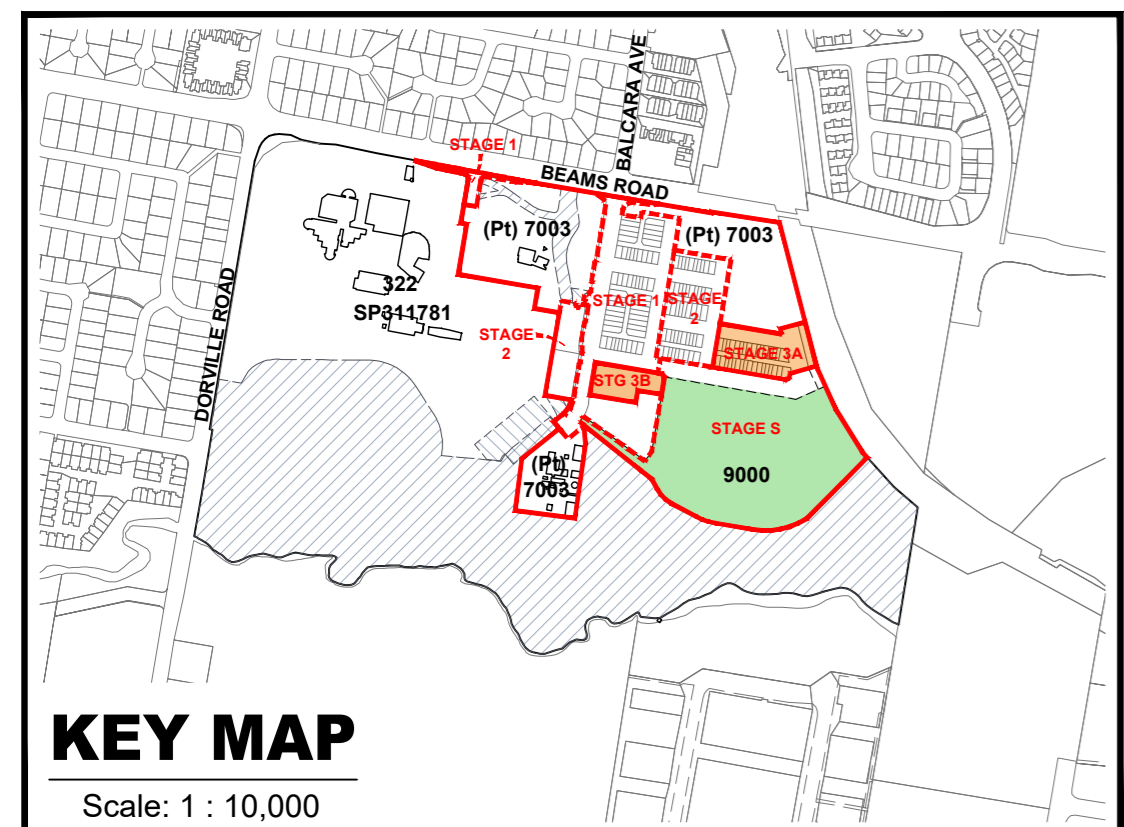 BALCARA AVE
STAGE 1
BEAMS ROAD
(Pt) 7003
(Pt) 7003
DORVILLE ROAD
322
SP311781
STAGE 1
STAGE
2
STAGE
2
STAGE 3A
STG 3B
STAGE S
9000
(Pt)
7003
KEY MAP
Scale: 1 : 10,000